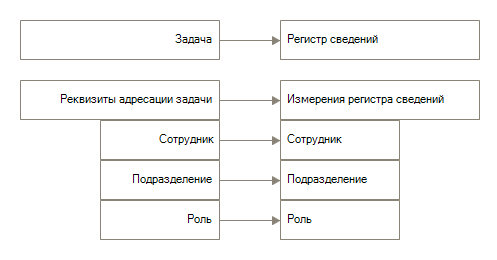 Задача
Регистр сведений
Реквизиты адресации задачи
Измерения регистра сведений
Сотрудник
Сотрудник
Подразделение
Подразделение
Роль
Роль